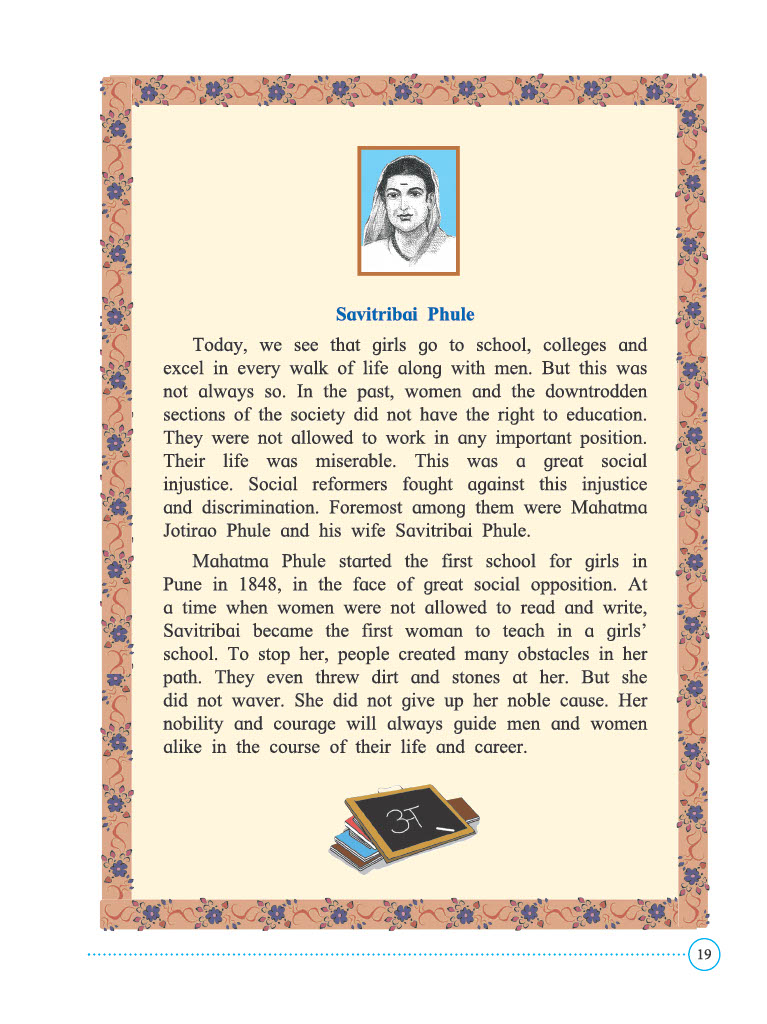 Savitribai Phule
Today, we see that girls go to school, colleges and
excel in every walk of life along with men. But this was
not always so. In the past, women and the downtrodden
sections of the society did not have the right to education.
They were not allowed to work in any important position.
Their life was miserable. This was a great social
injustice. Social reformers fought against this injustice
and discrimination. Foremost among them were Mahatma
Jotirao Phule and his wife Savitribai Phule.
Mahatma Phule started the first school for girls in
Pune in 1848, in the face of great social opposition. At
a time when women were not allowed to read and write,
Savitribai became the first woman to teach in a girls’
school. To stop her, people created many obstacles in her
path. They even threw dirt and stones at her. But she
did not waver. She did not give up her noble cause. Her
nobility and courage will always guide men and women
alike in the course of their life and career.
अ
19